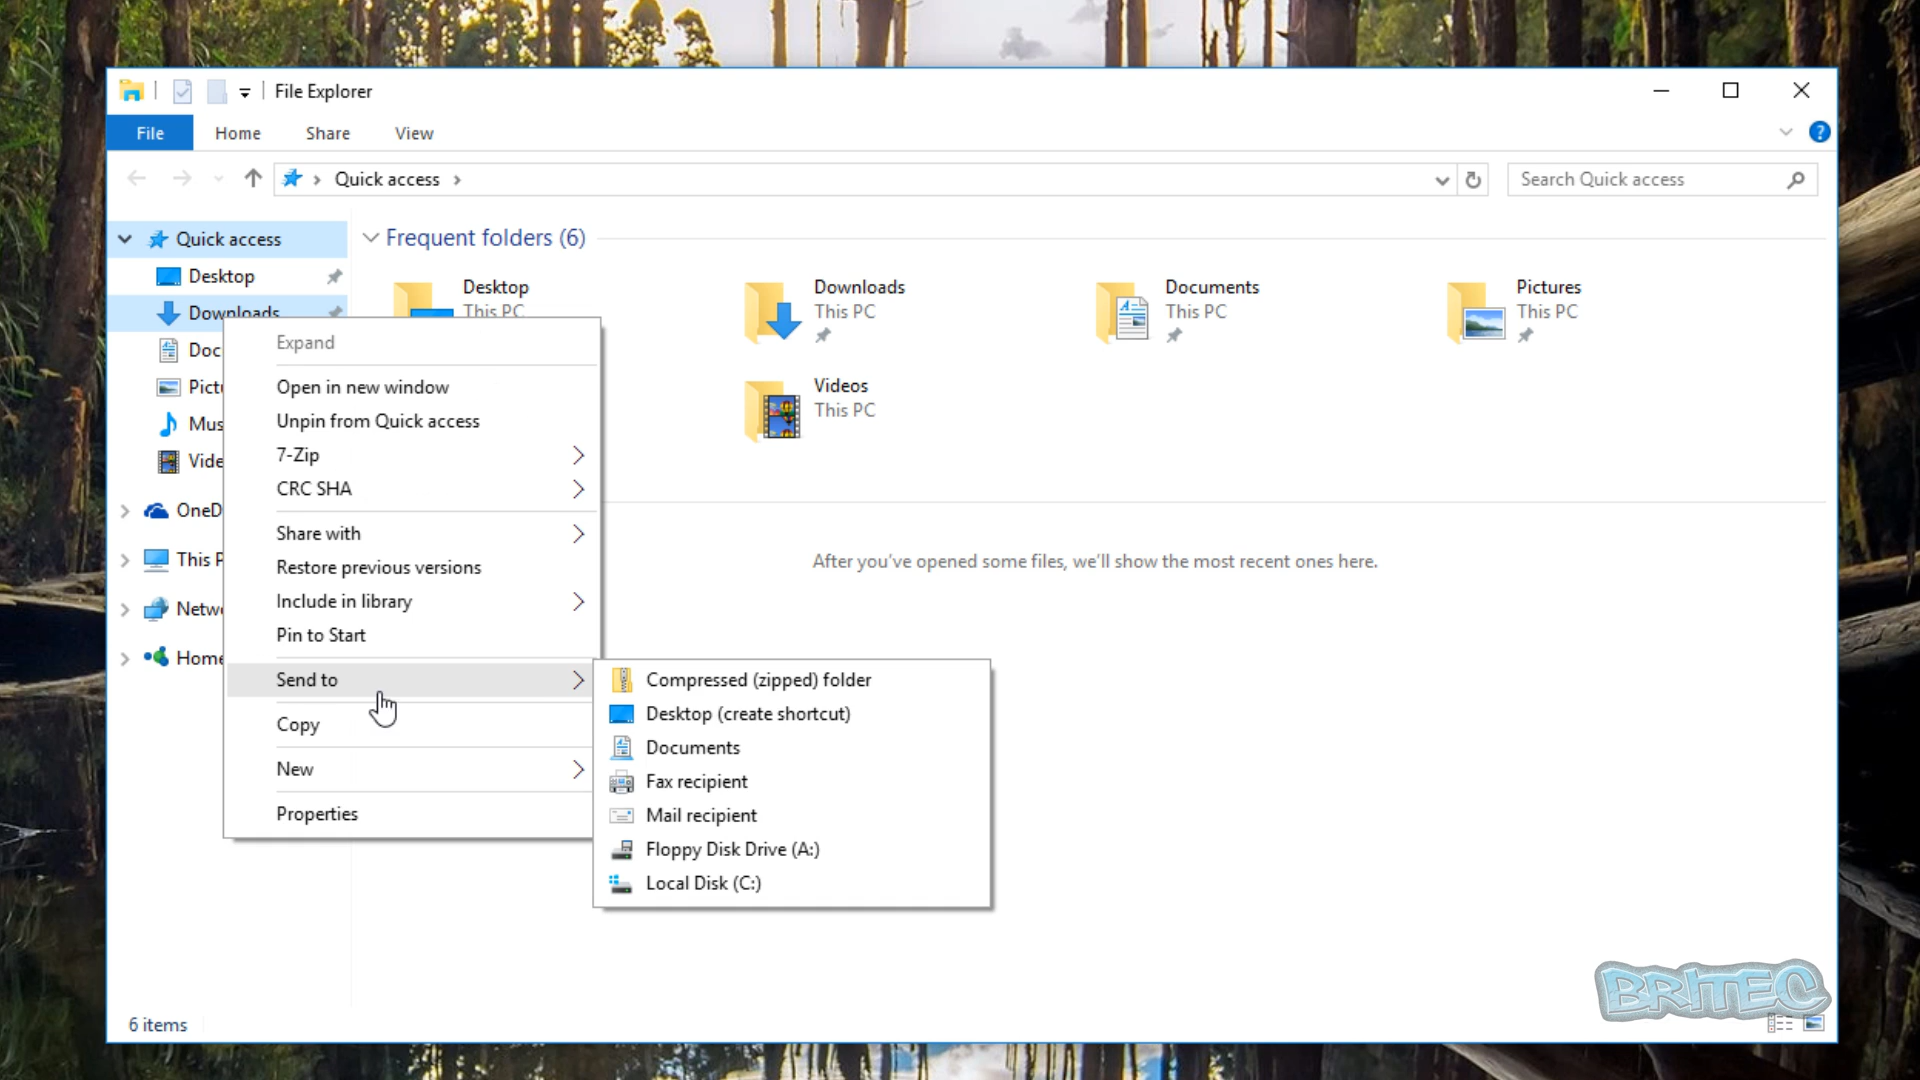 File Explorer
File Home Share View
Quick access
Search Quick access
Quick access
Desktop
Downloads
Doc
Pict
Mus
Vide
OneD
This P
Netw
Home
Frequent folders (6)
Desktop
This PC
Downloads
This PC
Documents
This PC
Pictures
This PC
Videos
This PC
After you've opened some files, we'll show the most recent ones here.
Expand
Open in new window
Unpin from Quick access
7-Zip
CRC SHA
Share with
Restore previous versions
Include in library
Pin to Start
Send to
Copy
New
Properties
Compressed (zipped) folder
Desktop (create shortcut)
Documents
Fax recipient
Mail recipient
Floppy Disk Drive (A:)
Local Disk (C:)
6 items
BRITEC